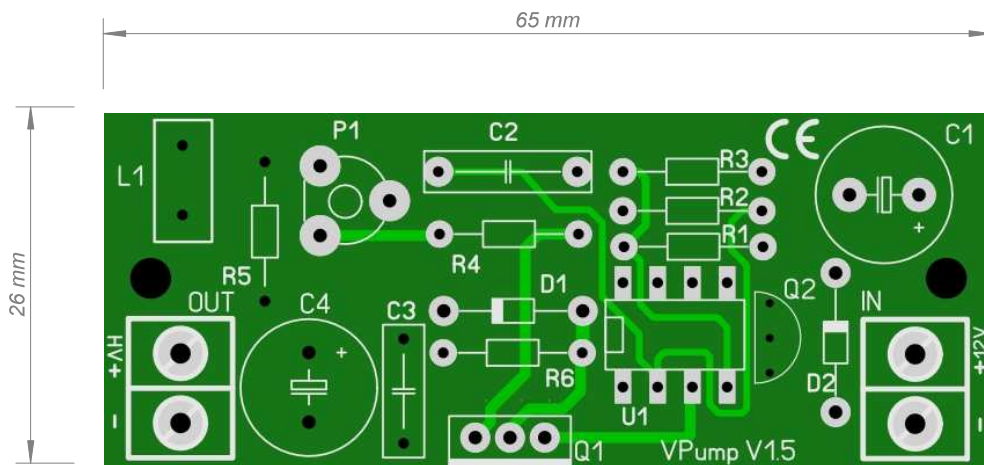 65 mm
26 mm
L1
P1
C2
CE
C1
R3
R2
R1
R4
R5
OUT
C4
C3
D1
R6
Q2
IN
+HV
-
+
+
+12V
-
D2
U1
Q1
VPump V1.5